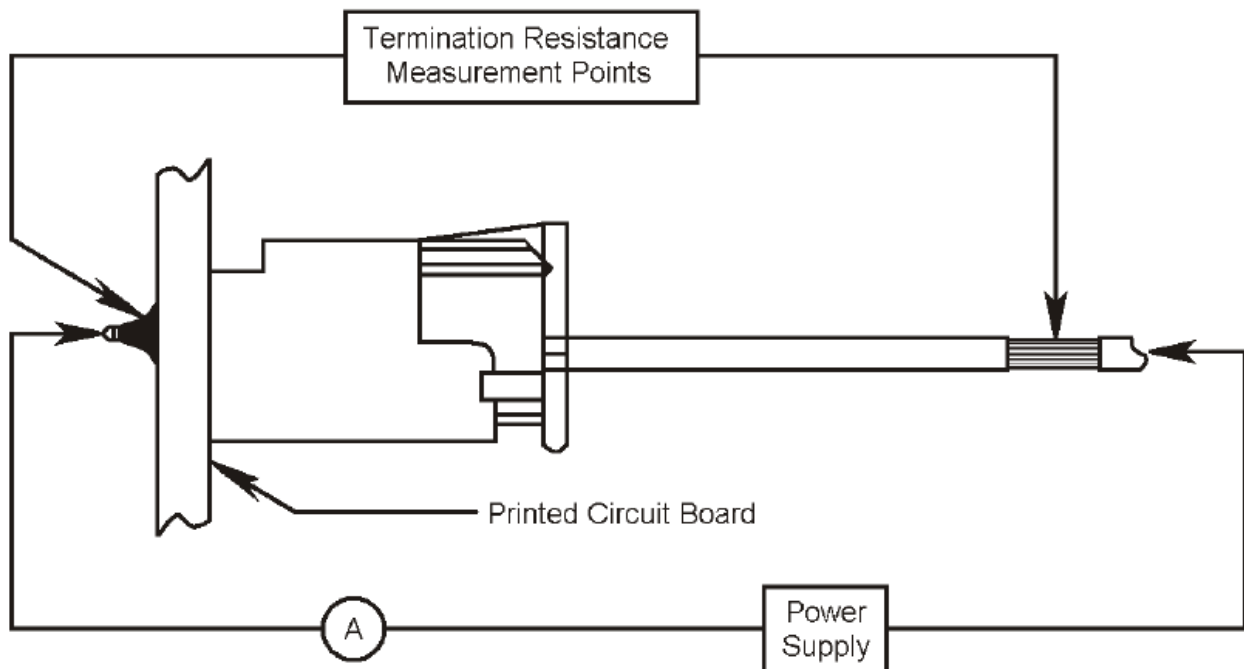 Termination Resistance
Measurement Points
Printed Circuit Board
A
Power
Supply